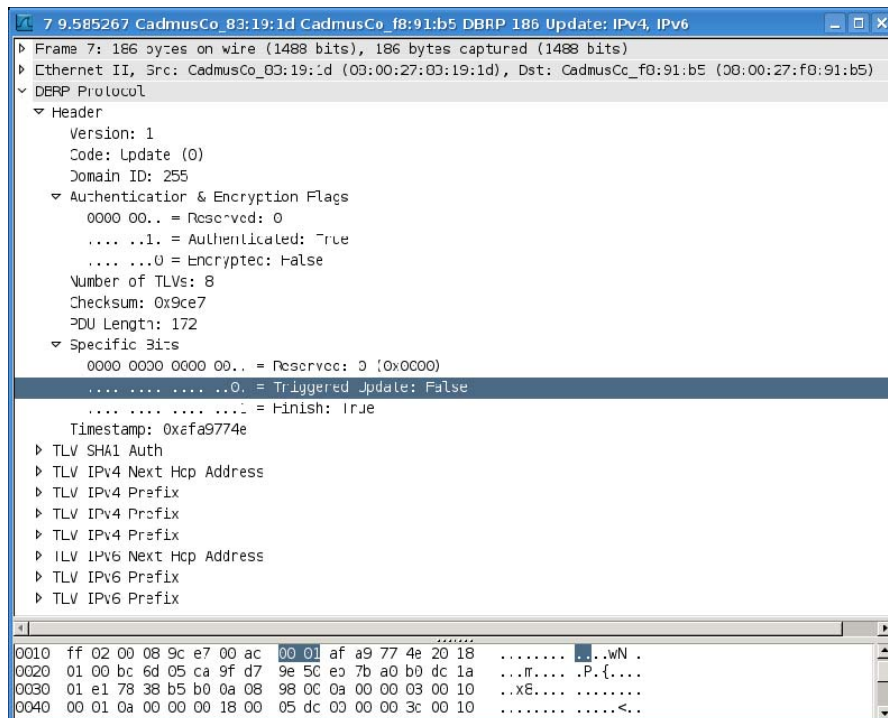 7 9.585267 CadmusCo_83:19:1d CadmusCo_f8:91:b5 DBRP 186 Update: IPv4, IPv6
Frame 7: 186 bytes on wire (1488 bits), 186 bytes captured (1488 bits)
Ethernet II, Src: CadmusCo_83:19:1d (08:00:27:83:19:1d), Dst: CadmusCo_f8:91:b5 (08:00:27:f8:91:b5)
DBRP Protocol
Header
Version: 1
Code: Update (0)
Domain ID: 255
Authentication & Encryption Flags
0000 00.. = Reserved: 0
.... ..1. = Authenticated: True
.... ...0 = Encrypted: False
Number of TLVs: 8
Checksum: 0x9ce7
PDU Length: 172
Specific Bits
0000 0000 0000 00.. = Reserved: 0 (0x0000)
.... .... .... ..0. = Triggered Update: False
.... .... .... ...1 = Finish: True
Timestamp: 0xafa9774e
TLV SHA1 Auth
TLV IPv4 Next Hop Address
TLV IPv4 Prefix
TLV IPv4 Prefix
TLV IPv4 Prefix
TLV IPv6 Next Hop Address
TLV IPv6 Prefix
TLV IPv6 Prefix
0010 ff 02 00 08 9c e7 00 ac 00 01 af a9 77 4e 20 18 ........ ....wN .
0020 01 00 bc 6d 05 ca 9f d7 9e 50 eb 7b a0 b0 dc 1a ...m.... .P.{....
0030 01 e1 78 38 b5 b0 0a 08 98 00 0a 00 00 03 00 10 ..x8.... ........
0040 00 01 0a 00 00 00 18 00 05 dc 00 00 00 3c 00 10 ........ .....<..